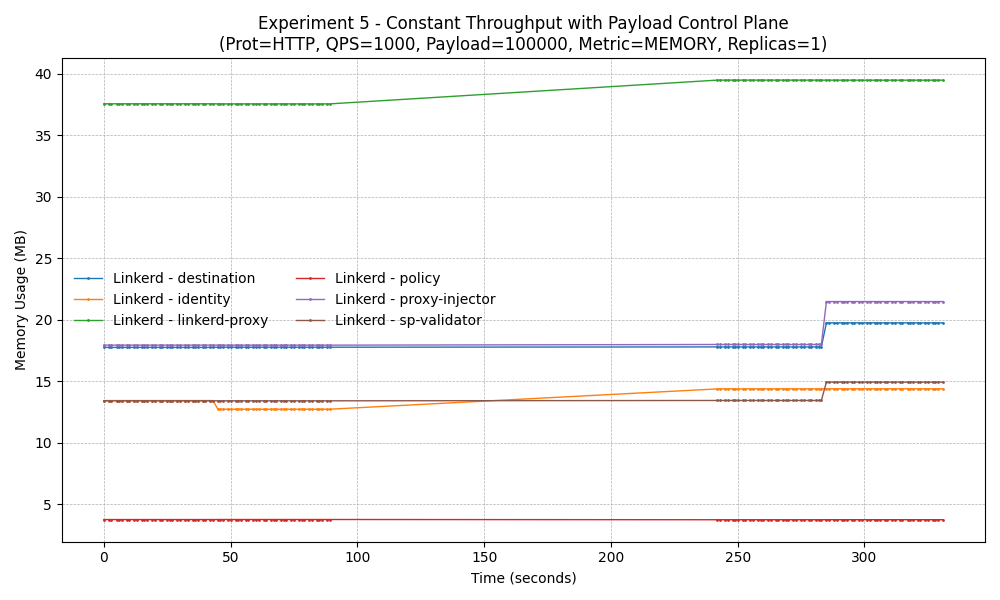 Experiment 5 - Constant Throughput with Payload Control Plane
(Prot=HTTP, QPS=1000, Payload=100000, Metric=MEMORY, Replicas=1)
40
35
30
25
20
15
10
5
Memory Usage (MB)
Linkerd - destination
Linkerd - identity
Linkerd - linkerd-proxy
Linkerd - policy
Linkerd - proxy-injector
Linkerd - sp-validator
0 50 100 150 200 250 300
Time (seconds)